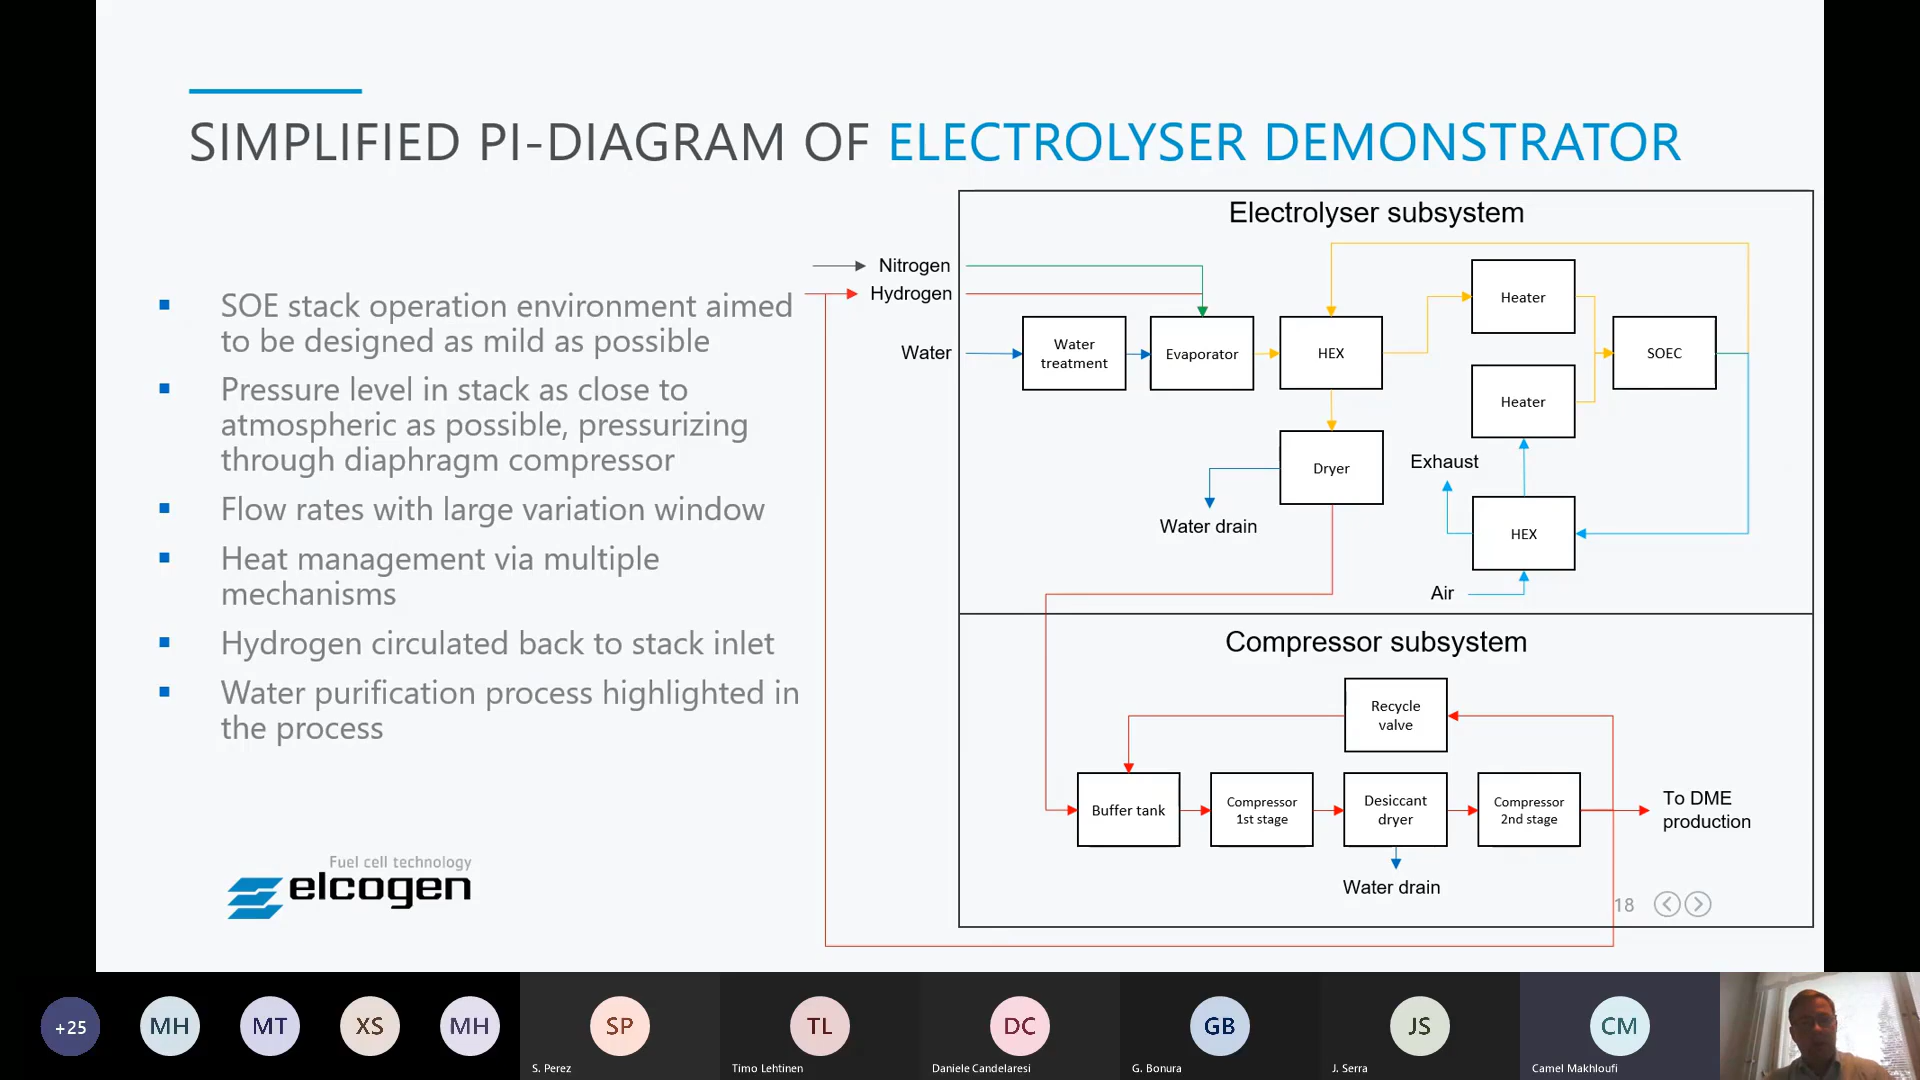 SIMPLIFIED PI-DIAGRAM OF ELECTROLYSER DEMONSTRATOR
SOE stack operation environment aimed
to be designed as mild as possible
Pressure level in stack as close to
atmospheric as possible, pressurizing
through diaphragm compressor
Flow rates with large variation window
Heat management via multiple
mechanisms
Hydrogen circulated back to stack inlet
Water purification process highlighted in
the process
Fuel cell technology
elcogen
Electrolyser subsystem
Nitrogen
Hydrogen
Water
Water
treatment
Evaporator
HEX
Heater
SOEC
Heater
Dryer
Exhaust
Water drain
HEX
Air
Compressor subsystem
Recycle
valve
Buffer tank
Compressor
1st stage
Desiccant
dryer
Compressor
2nd stage
To DME
production
Water drain
18
+25
MH
MT
XS
MH
SP
S. Perez
TL
Timo Lehtinen
DC
Daniele Candelaresi
GB
G. Bonura
JS
J. Serra
CM
Camel Makhloufi